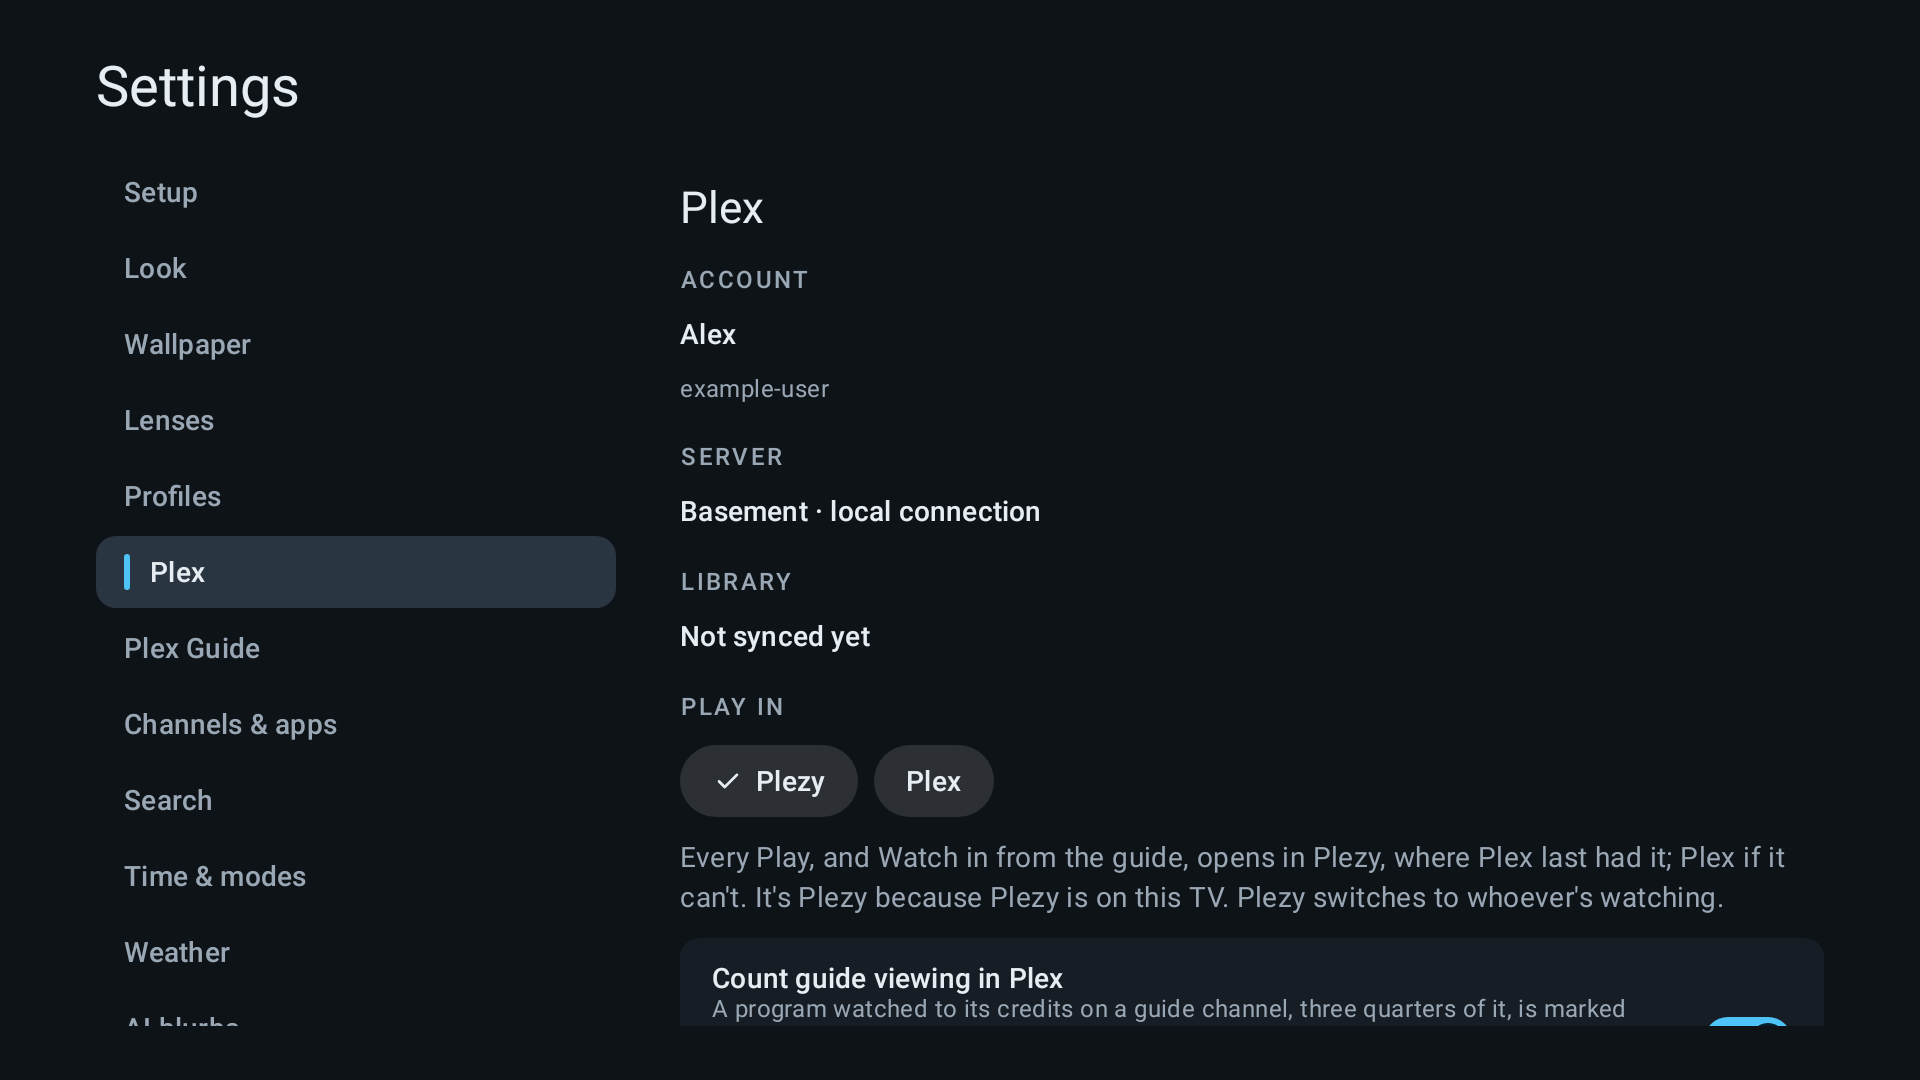 Settings
Setup
Look
Wallpaper
Lenses
Profiles
Plex
Plex Guide
Channels & apps
Search
Time & modes
Weather
AI blurbs
Plex
ACCOUNT
Alex
example-user
SERVER
Basement · local connection
LIBRARY
Not synced yet
PLAY IN
Plezy
Plex
Every Play, and Watch in from the guide, opens in Plezy, where Plex last had it; Plex if it
can't. It's Plezy because Plezy is on this TV. Plezy switches to whoever's watching.
Count guide viewing in Plex
A program watched to its credits on a guide channel, three quarters of it, is marked